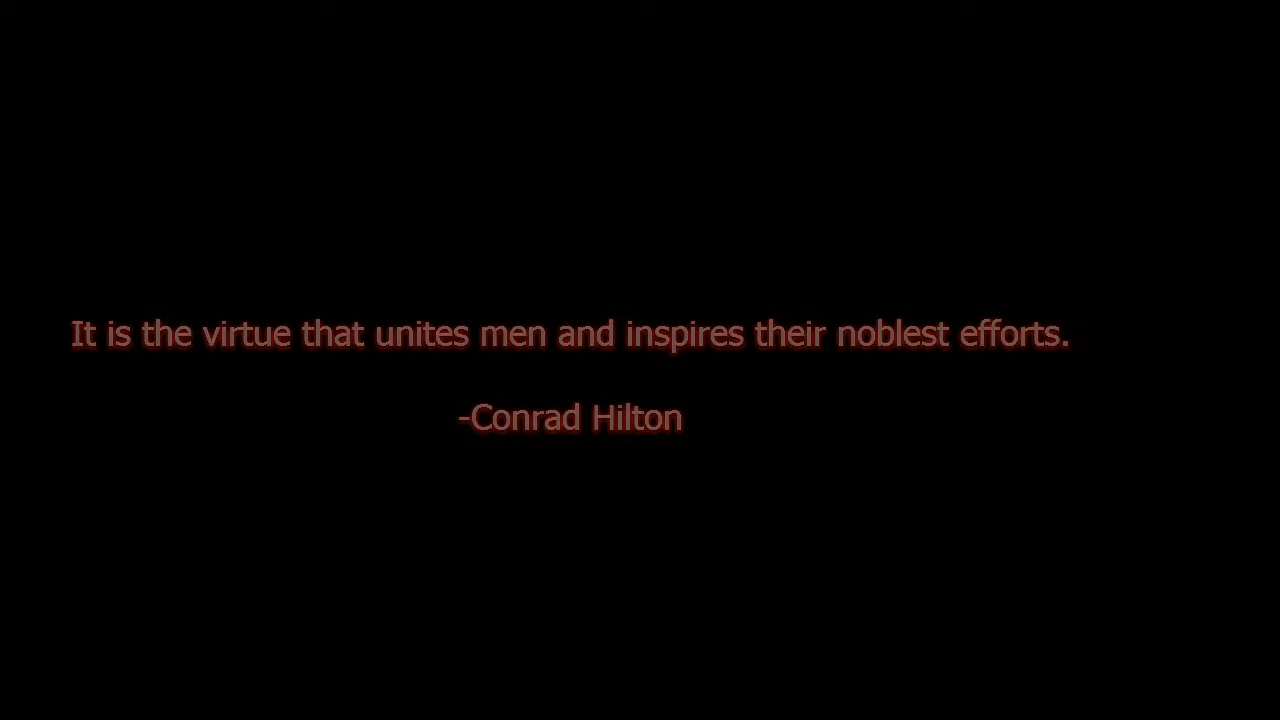 It is the virtue that unites men and inspires their noblest efforts.
-Conrad Hilton